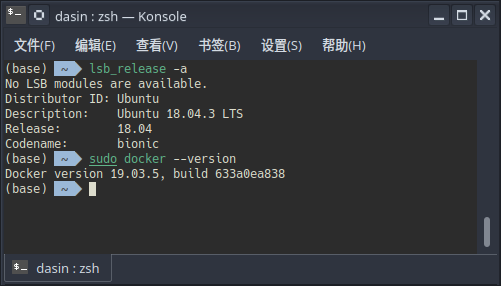 dasin : zsh — Konsole
文件(F) 编辑(E) 查看(V) 书签(B) 设置(S) 帮助(H)
(base) ~ lsb_release -a
No LSB modules are available.
Distributor ID: Ubuntu
Description: Ubuntu 18.04.3 LTS
Release: 18.04
Codename: bionic
(base) ~ sudo docker --version
Docker version 19.03.5, build 633a0ea838
(base) ~
dasin : zsh